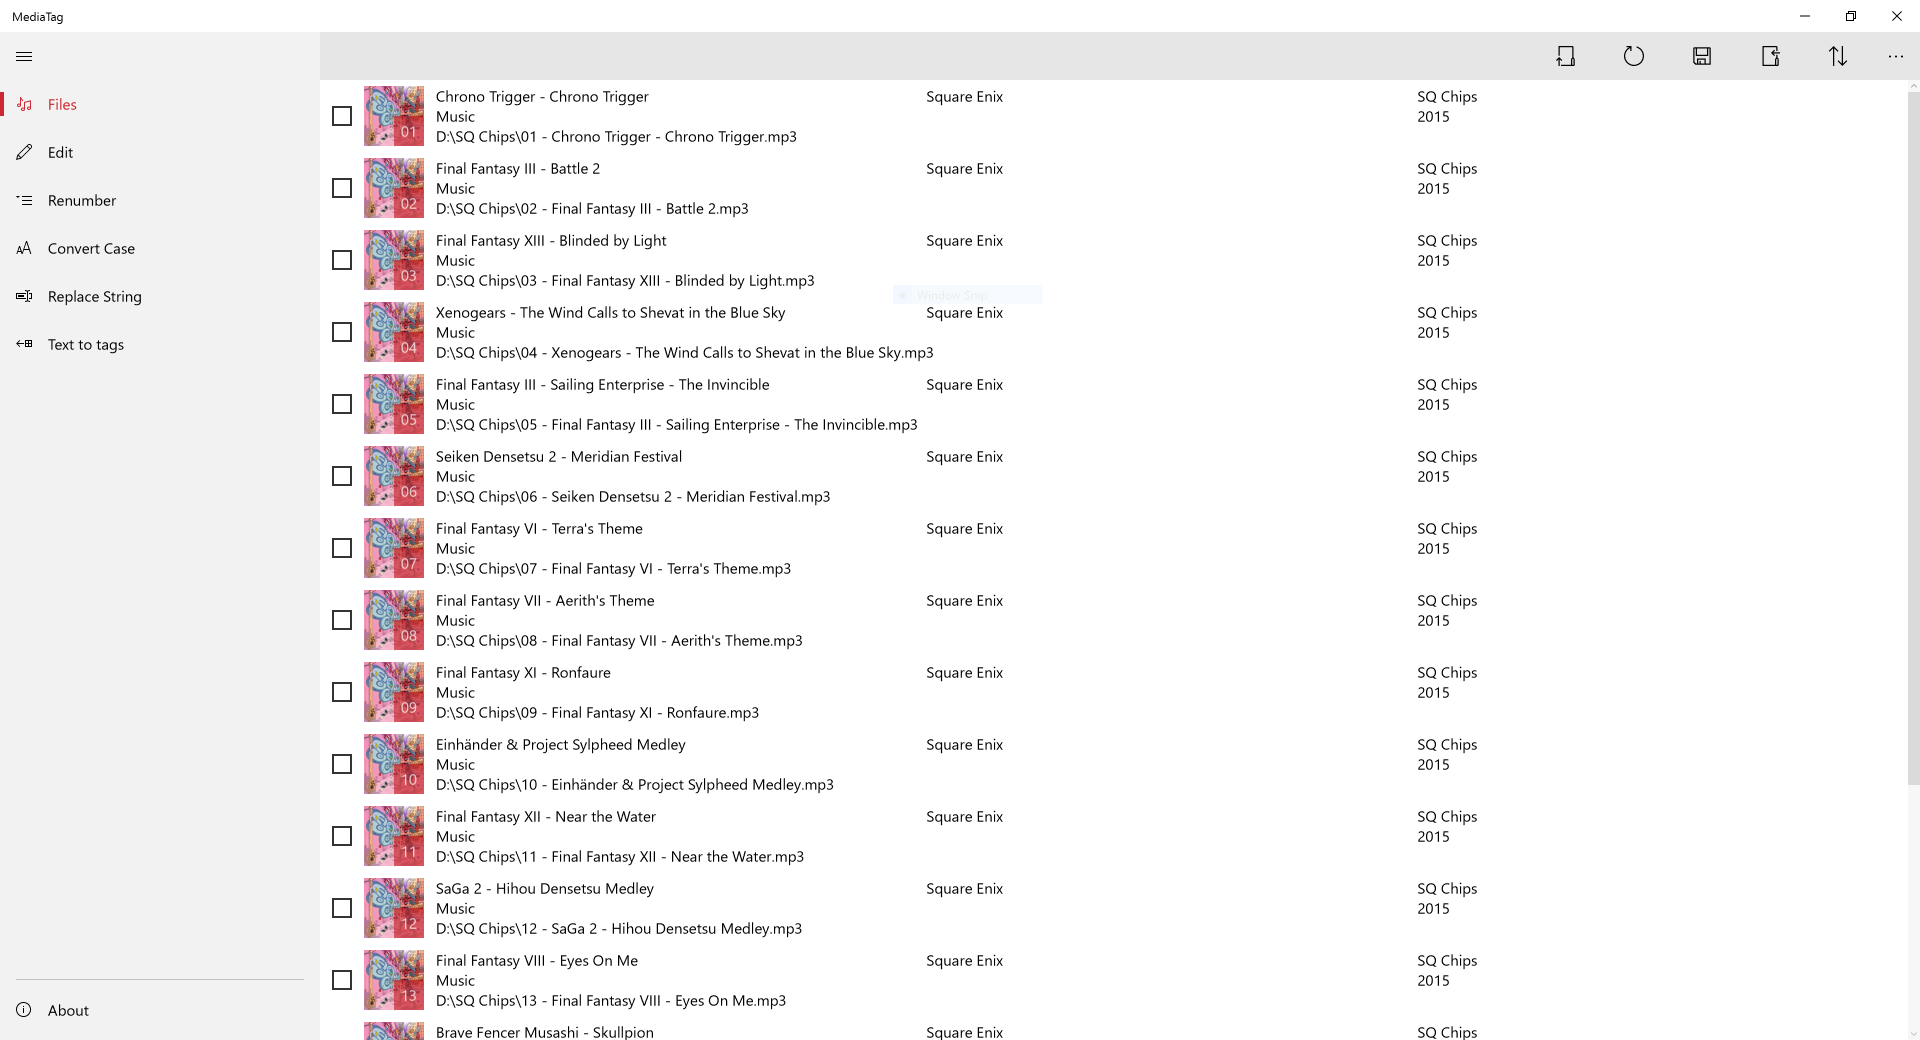 MediaTag
Files
Edit
Renumber
Convert Case
Replace String
Text to tags
About
01
Chrono Trigger - Chrono Trigger Square Enix SQ Chips
Music 2015
D:\SQ Chips\01 - Chrono Trigger - Chrono Trigger.mp3
02
Final Fantasy III - Battle 2 Square Enix SQ Chips
Music 2015
D:\SQ Chips\02 - Final Fantasy III - Battle 2.mp3
03
Final Fantasy XIII - Blinded by Light Square Enix SQ Chips
Music 2015
D:\SQ Chips\03 - Final Fantasy XIII - Blinded by Light.mp3
Window Snip
04
Xenogears - The Wind Calls to Shevat in the Blue Sky Square Enix SQ Chips
Music 2015
D:\SQ Chips\04 - Xenogears - The Wind Calls to Shevat in the Blue Sky.mp3
05
Final Fantasy III - Sailing Enterprise - The Invincible Square Enix SQ Chips
Music 2015
D:\SQ Chips\05 - Final Fantasy III - Sailing Enterprise - The Invincible.mp3
06
Seiken Densetsu 2 - Meridian Festival Square Enix SQ Chips
Music 2015
D:\SQ Chips\06 - Seiken Densetsu 2 - Meridian Festival.mp3
07
Final Fantasy VI - Terra's Theme Square Enix SQ Chips
Music 2015
D:\SQ Chips\07 - Final Fantasy VI - Terra's Theme.mp3
08
Final Fantasy VII - Aerith's Theme Square Enix SQ Chips
Music 2015
D:\SQ Chips\08 - Final Fantasy VII - Aerith's Theme.mp3
09
Final Fantasy XI - Ronfaure Square Enix SQ Chips
Music 2015
D:\SQ Chips\09 - Final Fantasy XI - Ronfaure.mp3
10
Einhänder & Project Sylpheed Medley Square Enix SQ Chips
Music 2015
D:\SQ Chips\10 - Einhänder & Project Sylpheed Medley.mp3
11
Final Fantasy XII - Near the Water Square Enix SQ Chips
Music 2015
D:\SQ Chips\11 - Final Fantasy XII - Near the Water.mp3
12
SaGa 2 - Hihou Densetsu Medley Square Enix SQ Chips
Music 2015
D:\SQ Chips\12 - SaGa 2 - Hihou Densetsu Medley.mp3
13
Final Fantasy VIII - Eyes On Me Square Enix SQ Chips
Music 2015
D:\SQ Chips\13 - Final Fantasy VIII - Eyes On Me.mp3
Brave Fencer Musashi - Skullpion Square Enix SQ Chips